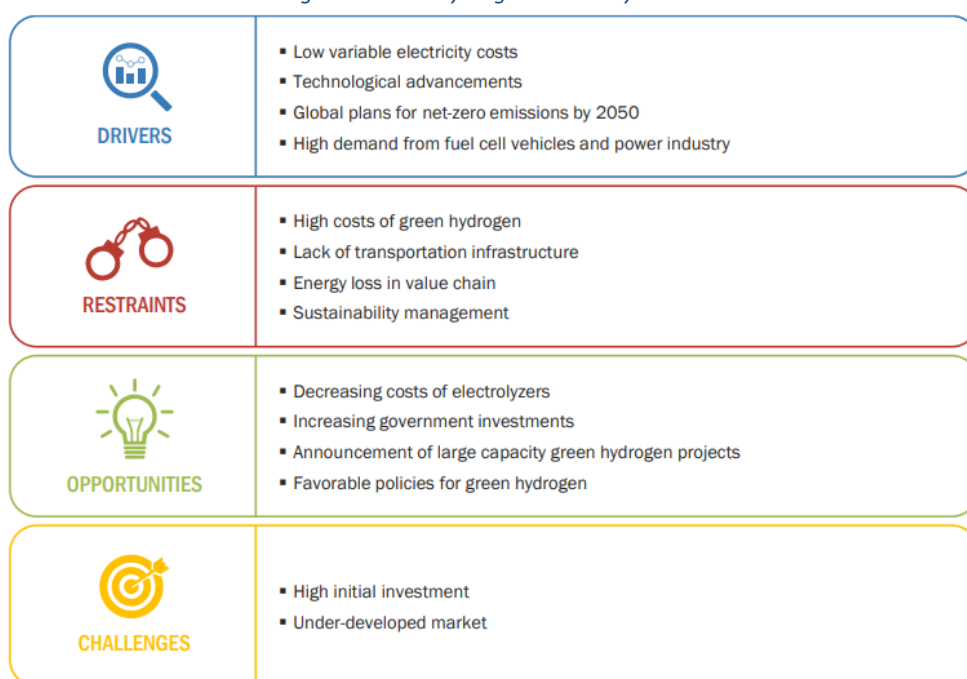 ▪ Low variable electricity costs
▪ Technological advancements
▪ Global plans for net-zero emissions by 2050
▪ High demand from fuel cell vehicles and power industry
DRIVERS
▪ High costs of green hydrogen
▪ Lack of transportation infrastructure
▪ Energy loss in value chain
▪ Sustainability management
RESTRAINTS
▪ Decreasing costs of electrolyzers
▪ Increasing government investments
▪ Announcement of large capacity green hydrogen projects
▪ Favorable policies for green hydrogen
OPPORTUNITIES
▪ High initial investment
▪ Under-developed market
CHALLENGES